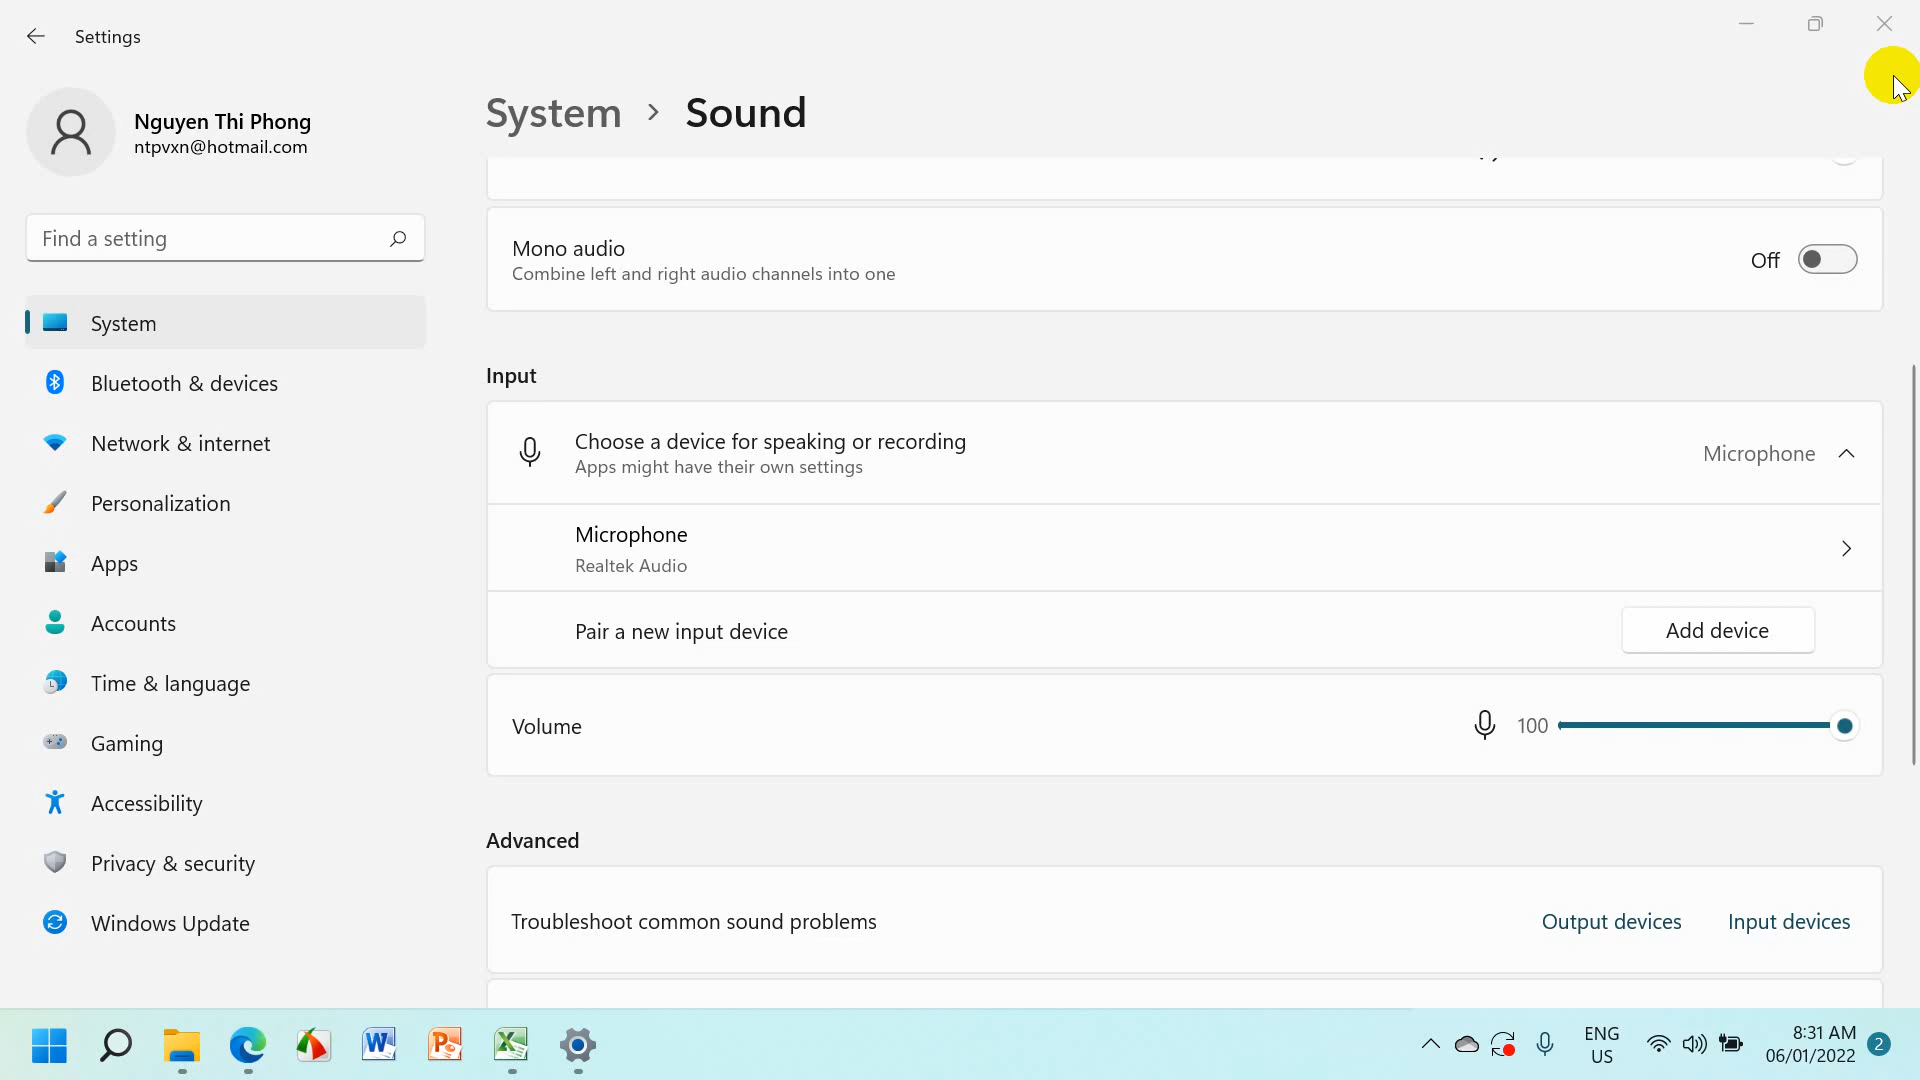 Settings
Nguyen Thi Phong
ntpvxn@hotmail.com
Find a setting
System
Bluetooth & devices
Network & internet
Personalization
Apps
Accounts
Time & language
Gaming
Accessibility
Privacy & security
Windows Update
System > Sound
Mono audio
Combine left and right audio channels into one
Off
Input
Choose a device for speaking or recording
Apps might have their own settings
Microphone
Microphone
Realtek Audio
Pair a new input device
Add device
Volume
100
Advanced
Troubleshoot common sound problems
Output devices
Input devices
ENG
US
8:31 AM
06/01/2022
2